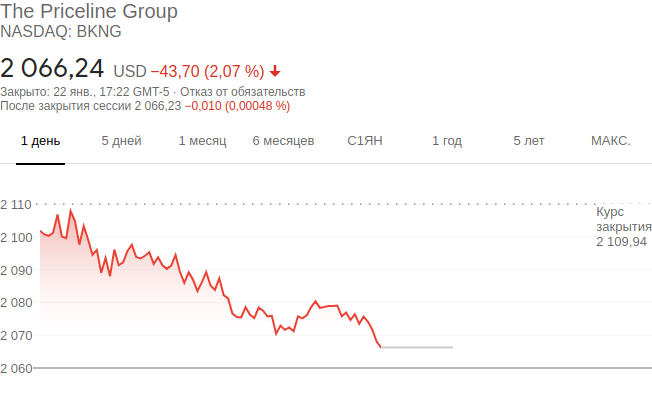 The Priceline Group
NASDAQ: BKNG
2 066,24 USD −43,70 (2,07 %)
Закрыто: 22 янв., 17:22 GMT-5 · Отказ от обязательств
После закрытия сессии 2 066,23 −0,010 (0,00048 %)
1 день 5 дней 1 месяц 6 месяцев С1ЯН 1 год 5 лет МАКС.
2 110
Курс
закрытия
2 109,94
2 100
2 090
2 080
2 070
2 060